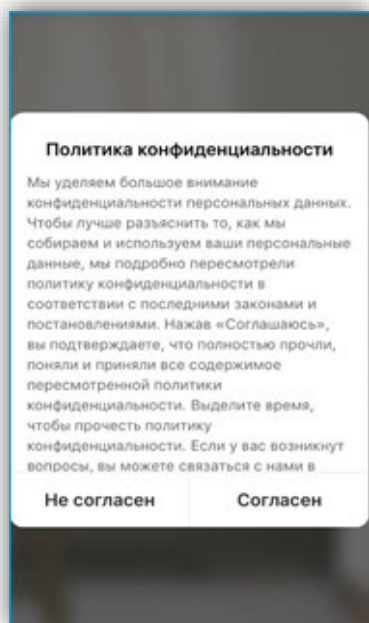 Политика конфиденциальности
Мы уделяем большое внимание
конфиденциальности персональных данных.
Чтобы лучше разъяснить то, как мы
собираем и используем ваши персональные
данные, мы подробно пересмотрели
политику конфиденциальности в
соответствии с последними законами и
постановлениями. Нажав «Соглашаюсь»,
вы подтверждаете, что полностью прочли,
поняли и приняли все содержимое
пересмотренной политики
конфиденциальности. Выделите время,
чтобы прочесть политику
конфиденциальности. Если у вас возникнут
вопросы, вы можете связаться с нами в
Не согласен Согласен